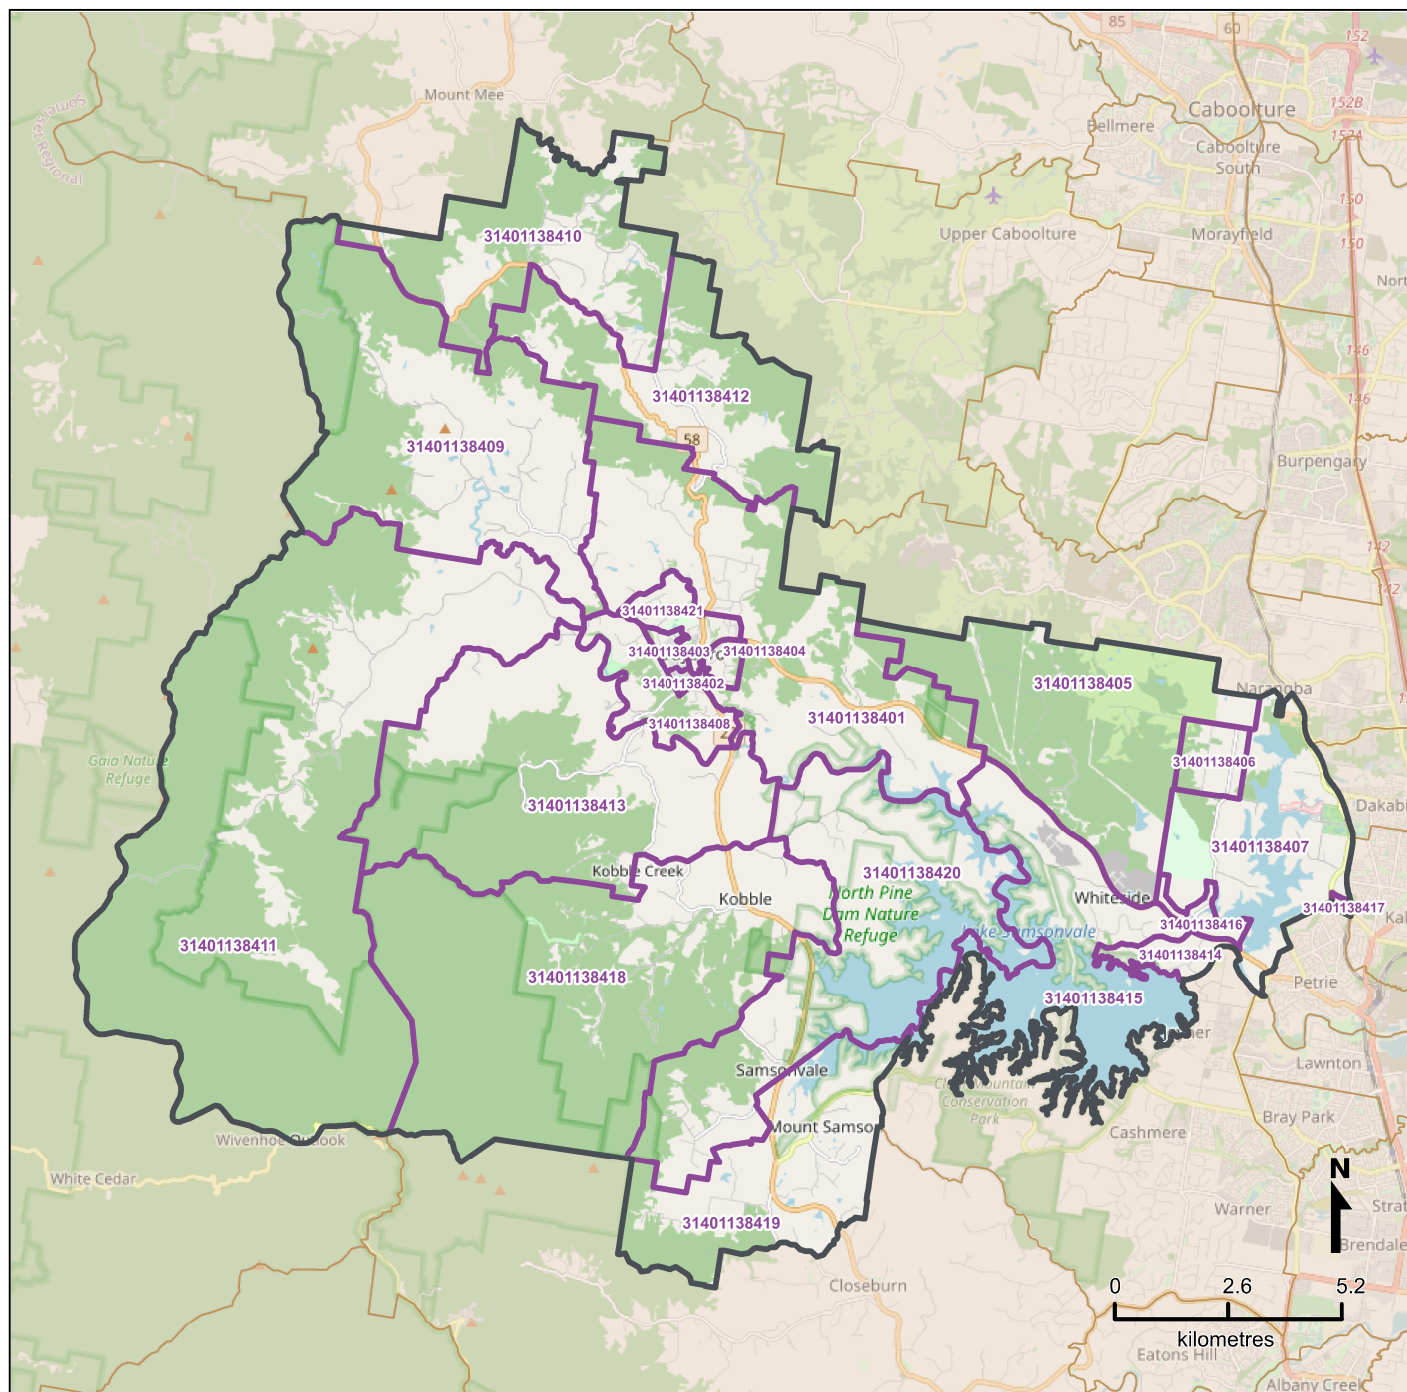 85
60
152
Mount Mee
Caboolture
152B
Bellmere
152A
Caboolture
South
Somerset
Regional
150
31401138410
Upper Caboolture
Morayfield
150
146
31401138412
146
58
31401138409
Burpengary
142
31401138421
31401138403
31401138404
31401138402
31401138405
Narangba
31401138401
31401138408
Gaia Nature
Refuge
31401138406
31401138413
Dakabi
31401138407
Kobble Creek
31401138420
North Pine
Dam Nature
Refuge
Kobble
Whiteside
31401138417
31401138416
Lake Samsonvale
31401138411
31401138414
31401138418
Petrie
31401138415
Lawnton
Samsonvale
Conservation
Park
Bray Park
Mount Samson
Cashmere
Wivenhoe Outlook
White Cedar
N
Warner
Strat
31401138419
Brendale
Closeburn
0 2.6 5.2
kilometres
Eatons Hill
Albany Creek